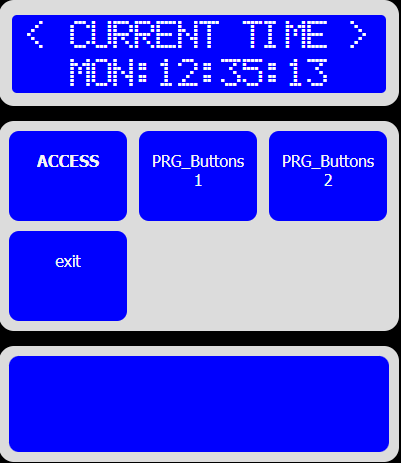 < CURRENT TIME >
MON:12:35:13
ACCESS
PRG_Buttons
1
PRG_Buttons
2
exit